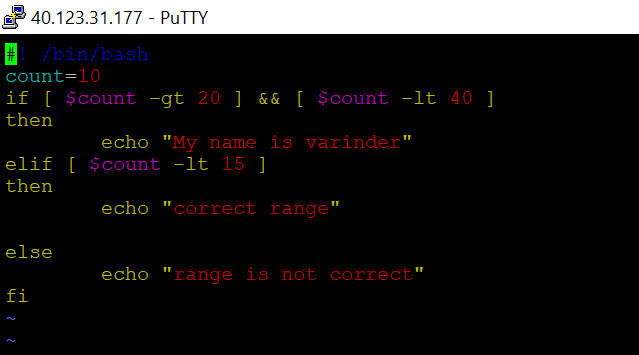 40.123.31.177 - PuTTY
#! /bin/bash
count=10
if [ $count -gt 20 ] && [ $count -lt 40 ]
then
        echo "My name is varinder"
elif [ $count -lt 15 ]
then
        echo "correct range"

else
        echo "range is not correct"
fi
~
~